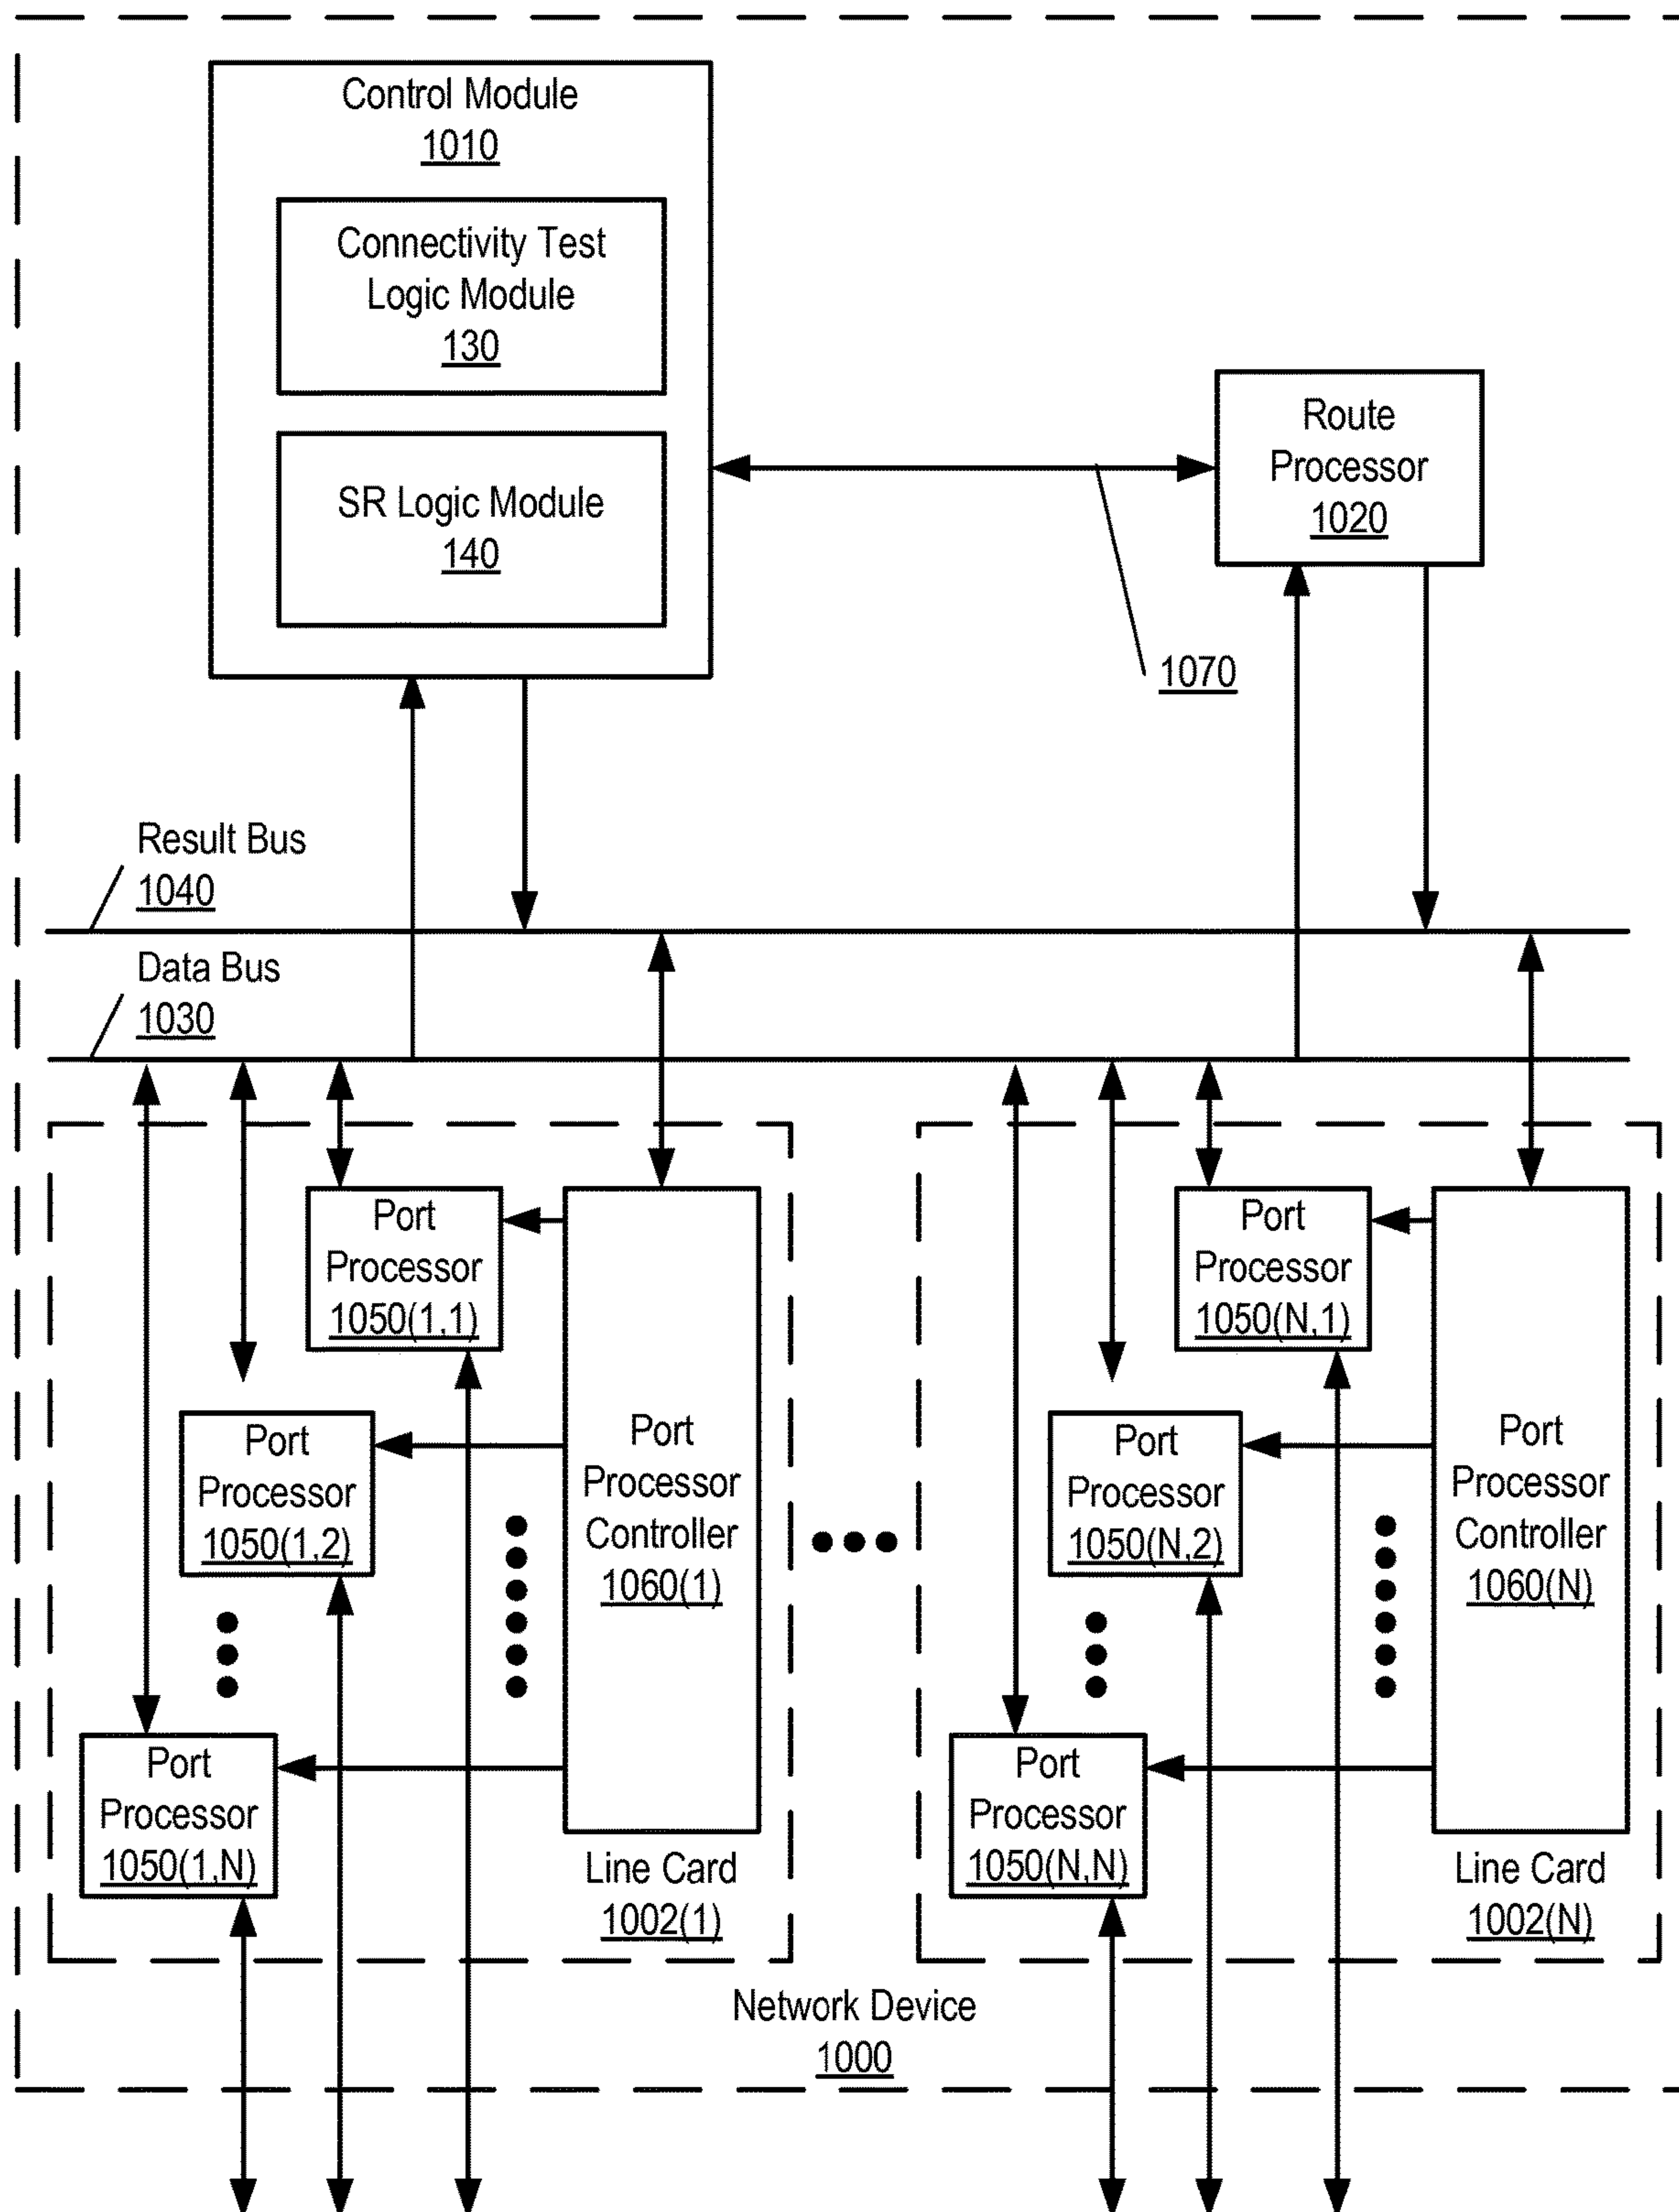 Control Module
1010
Connectivity Test
Logic Module
130
SR Logic Module
140
Route
Processor
1020
1070
Result Bus
1040
Data Bus
1030
Port
Processor
1050(1,1)
Port
Processor
1050(1,2)
Port
Processor
1050(1,N)
Port
Processor
Controller
1060(1)
Line Card
1002(1)
Port
Processor
1050(N,1)
Port
Processor
1050(N,2)
Port
Processor
1050(N,N)
Port
Processor
Controller
1060(N)
Line Card
1002(N)
Network Device
1000